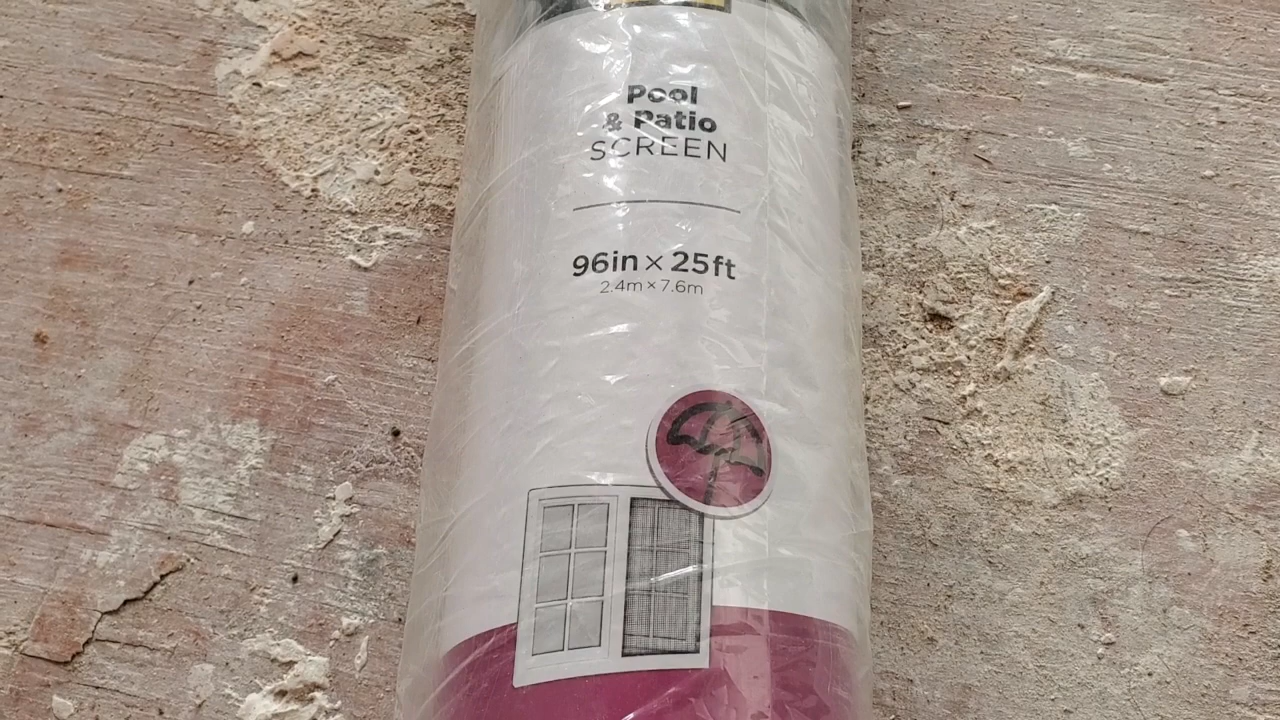 Pool
& Patio
SCREEN
96in × 25ft
2.4m × 7.6m